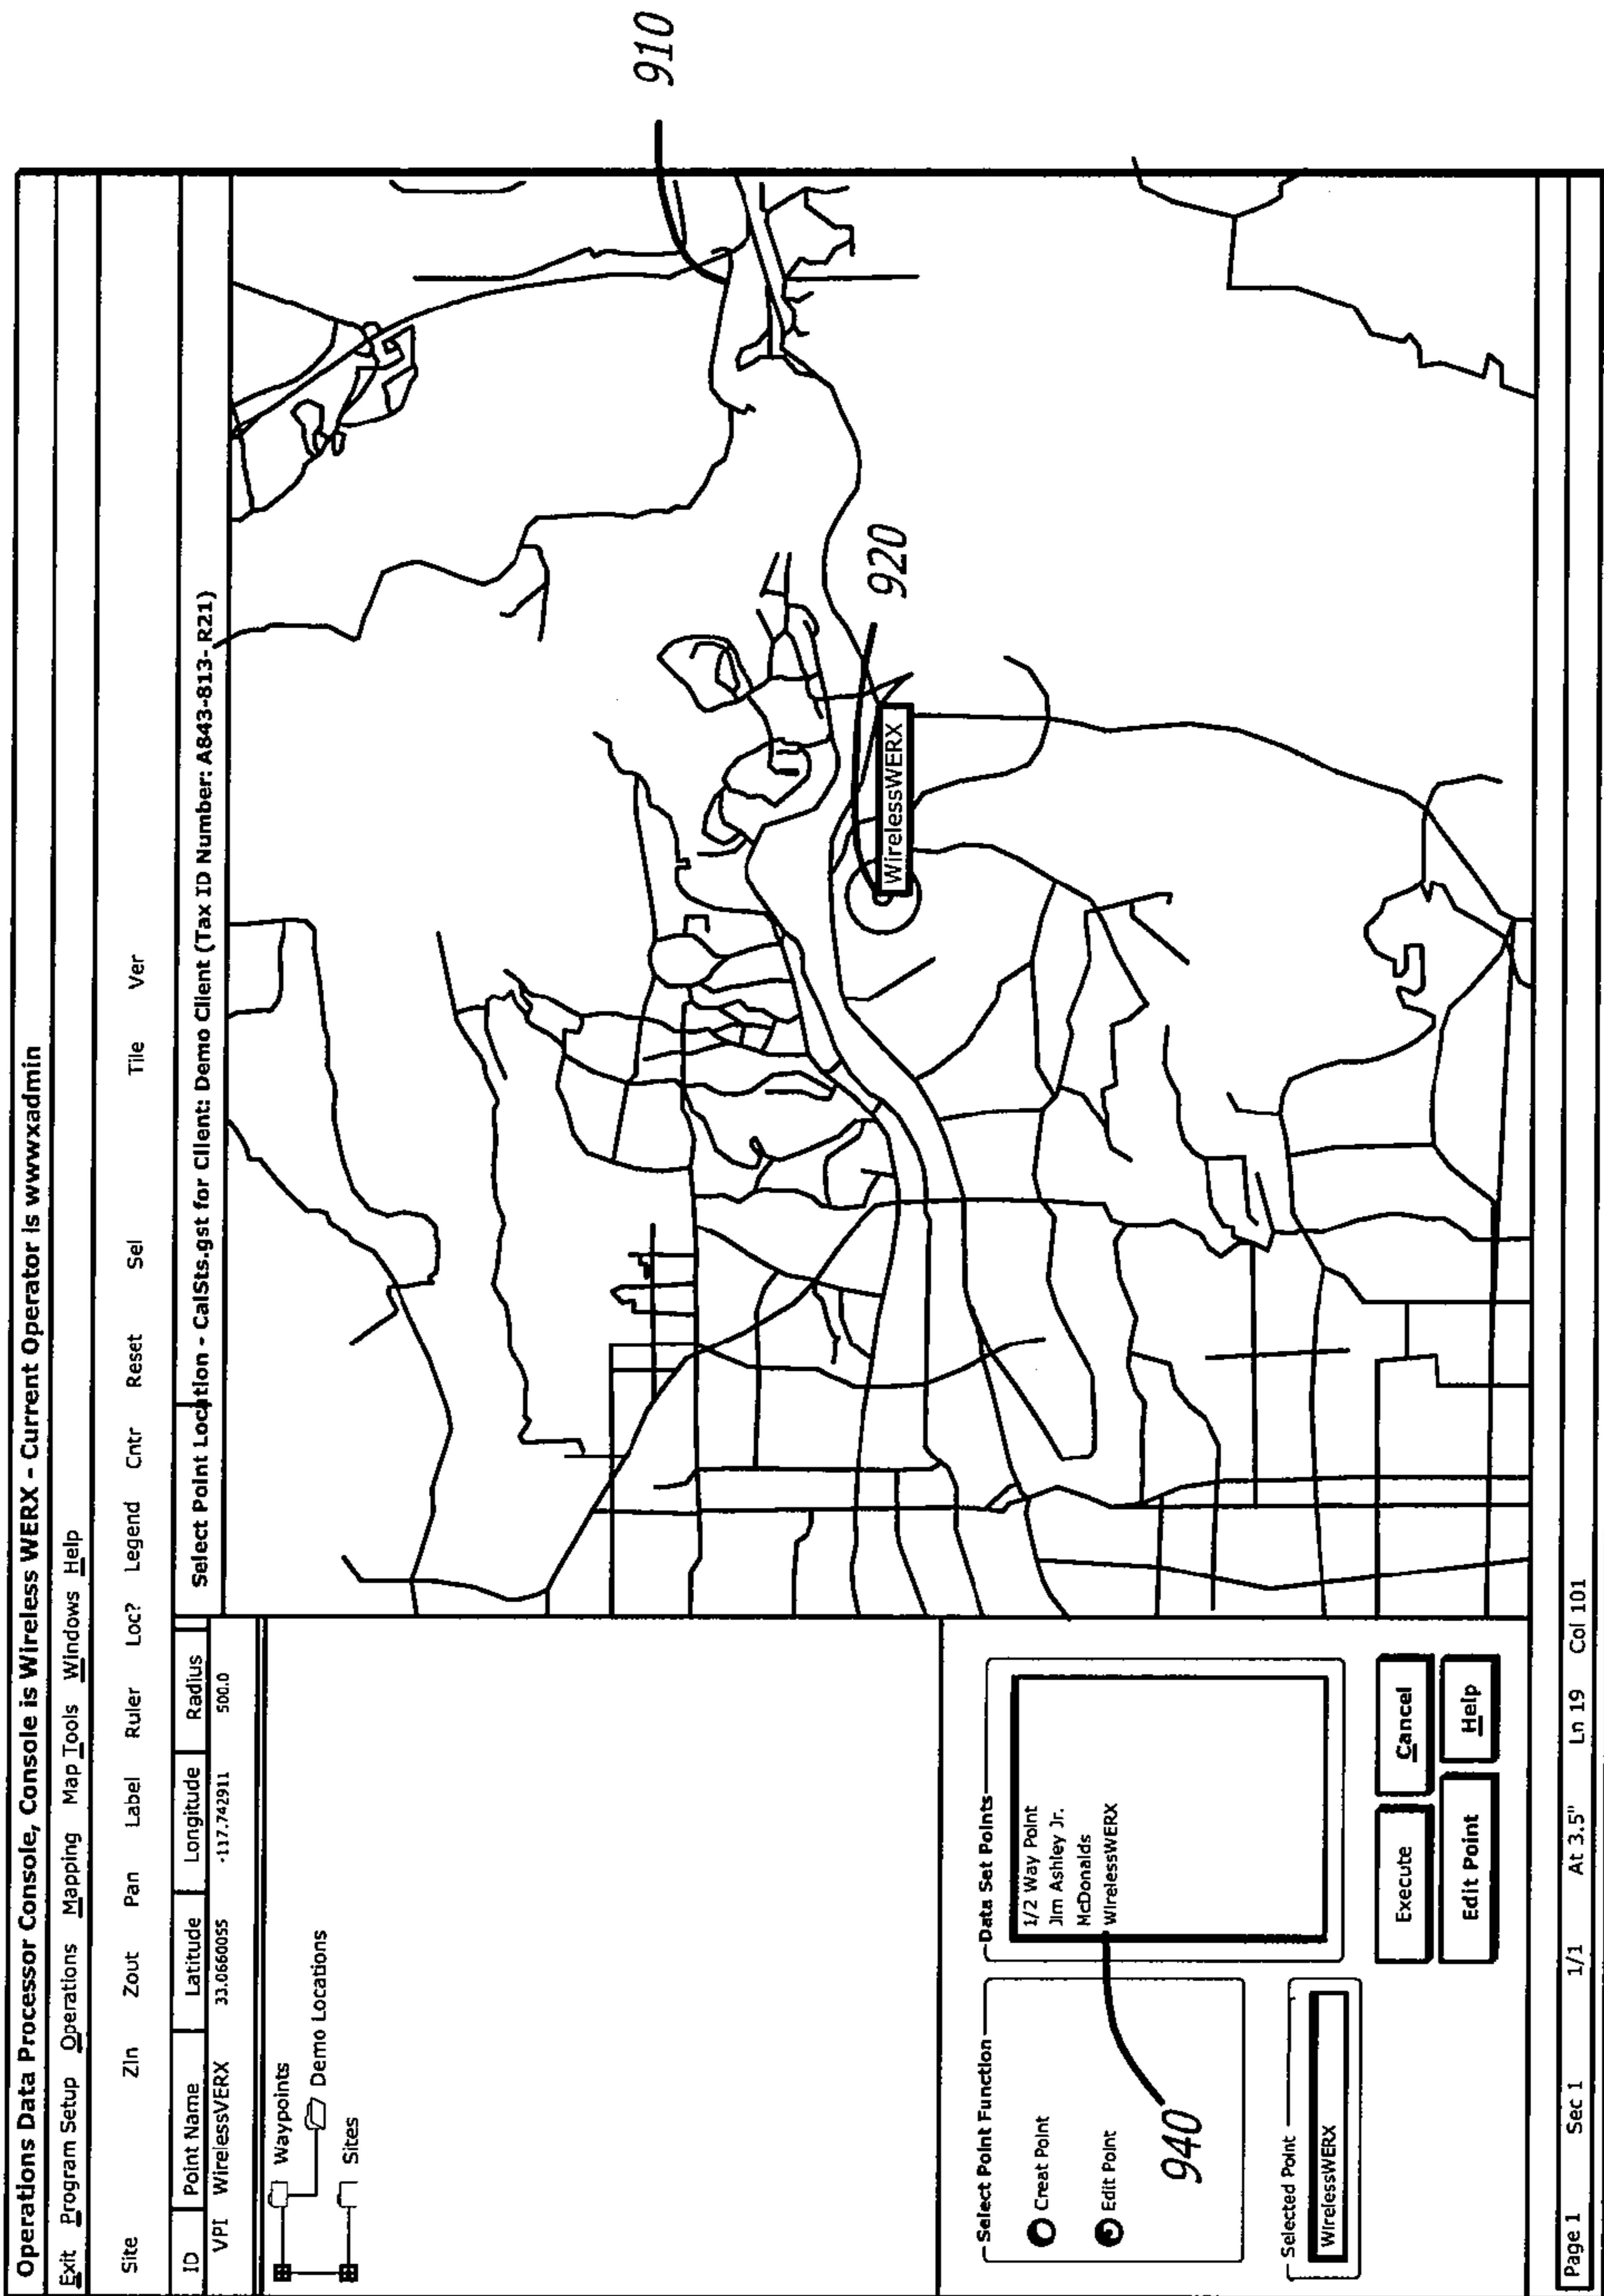 Operations Data Processor Console, Console is Wireless WERX - Current Operator is wwwxadmin
Exit Program Setup Operations Mapping Map Tools Windows Help
Site ZIn Zout Pan Label Ruler Loc? Legend Cntr Reset Sel Tile Ver
ID Point Name Latitude Longitude Radius
VPI WirelessVERX 33.0660055 -117.742911 500.0
Select Point Location - CalSts.gst for Client: Demo Client (Tax ID Number: A843-813- R21)
Waypoints
Demo Locations
Sites
910
920
WirelessWERX
Select Point Function
Creat Point
Edit Point
940
Data Set Points
1/2 Way Point
Jim Ashley Jr.
McDonalds
WirelessWERX
Selected Point
WirelessWERX
Execute
Cancel
Edit Point
Help
Page 1 Sec 1 1/1 At 3.5" Ln 19 Col 101